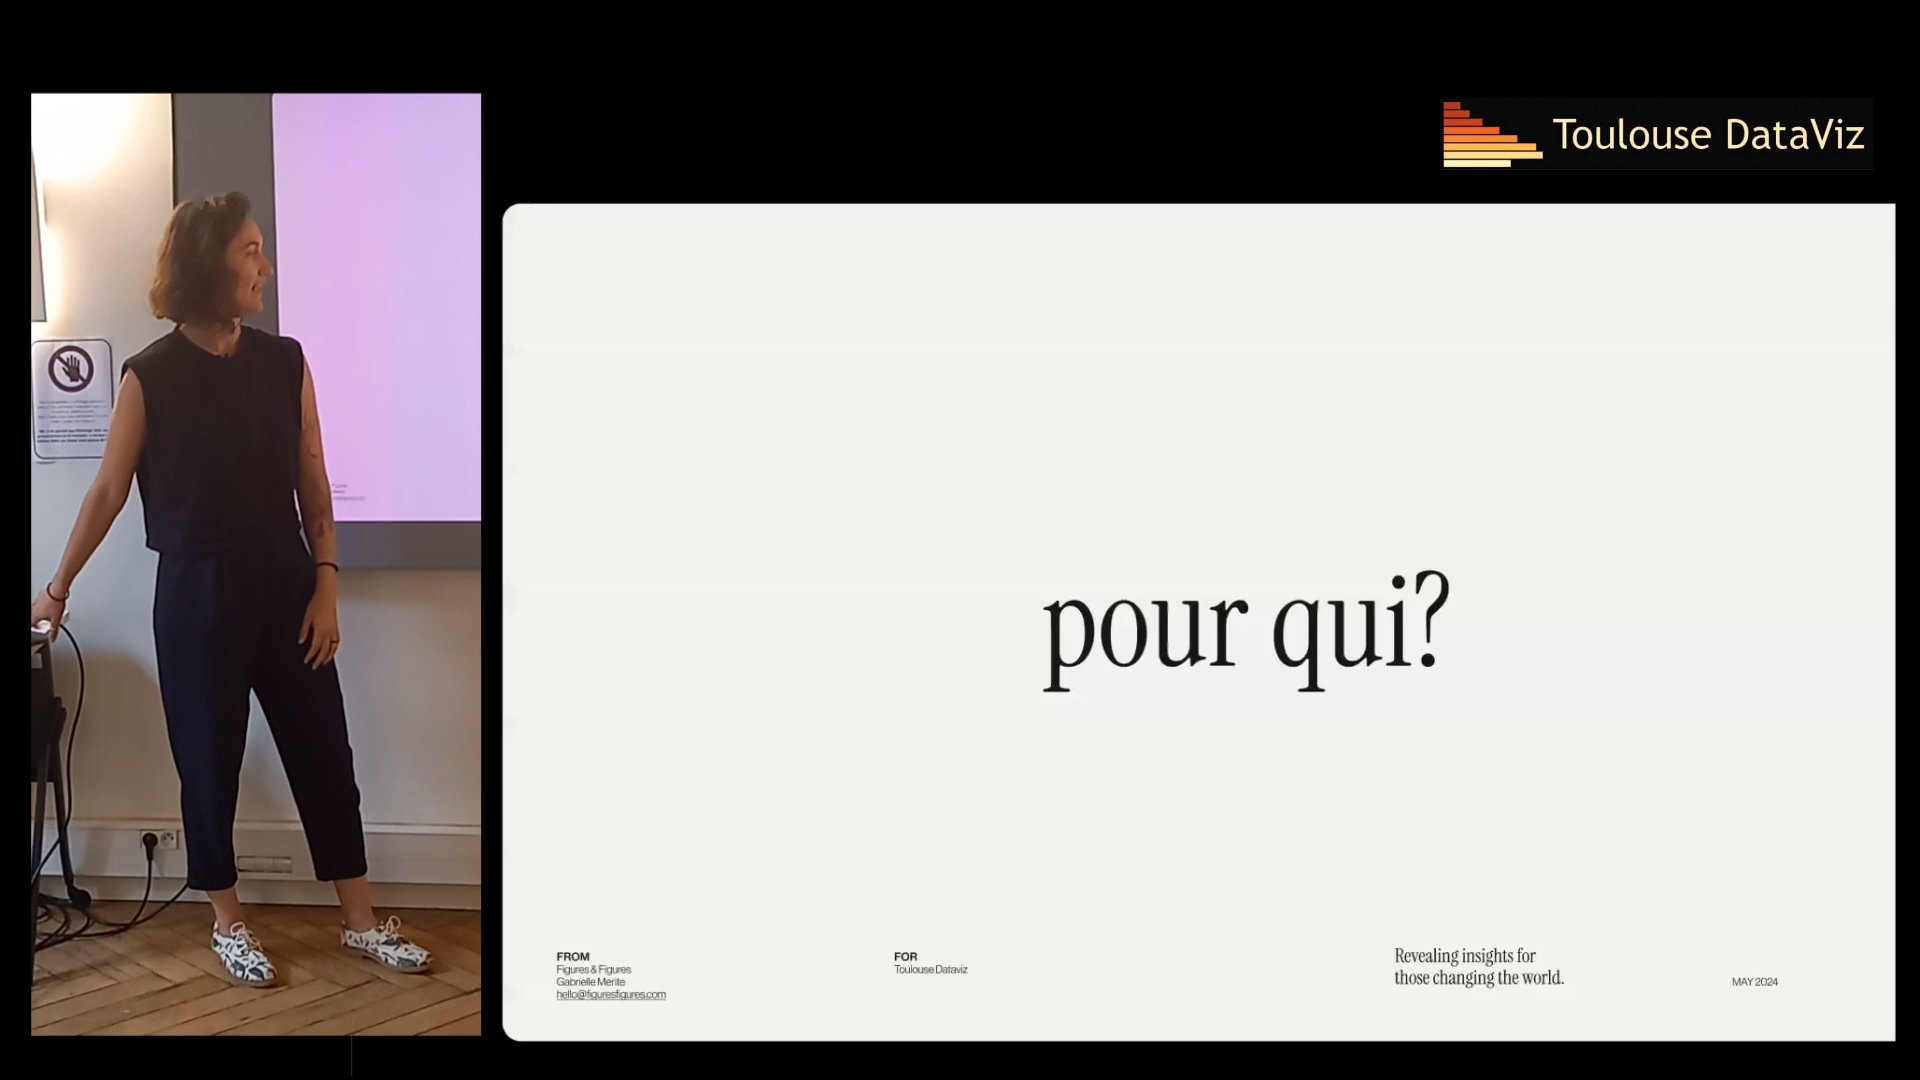 Toulouse DataViz
pour qui?
FROM
Figures & Figures
Gabrielle Merite
hello@figuresfigures.com
FOR
Toulouse Dataviz
Revealing insights for
those changing the world.
MAY 2024